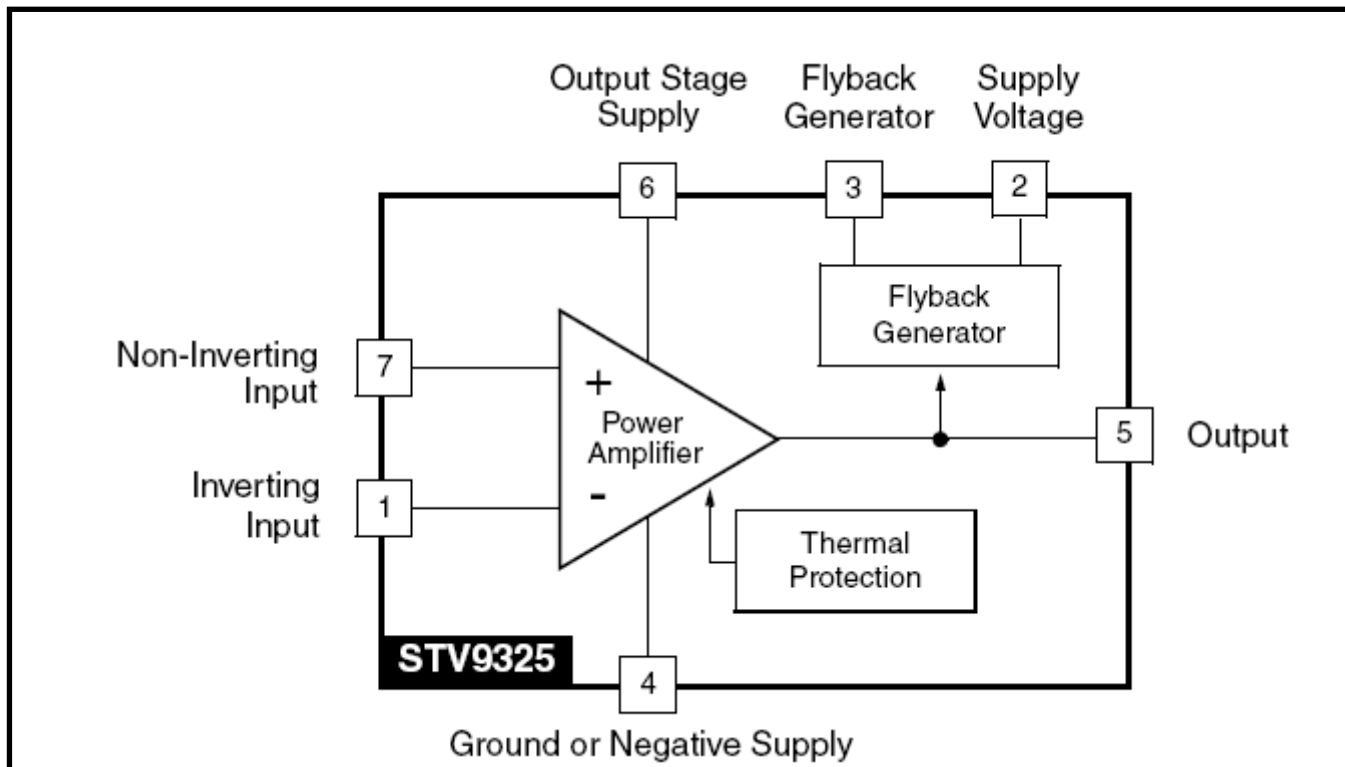 Output Stage
Supply
Flyback
Generator
Supply
Voltage
6
3
2
Flyback
Generator
Non-Inverting
Input
7
+
Power
Amplifier
-
5
Output
Inverting
Input
1
Thermal
Protection
STV9325
4
Ground or Negative Supply